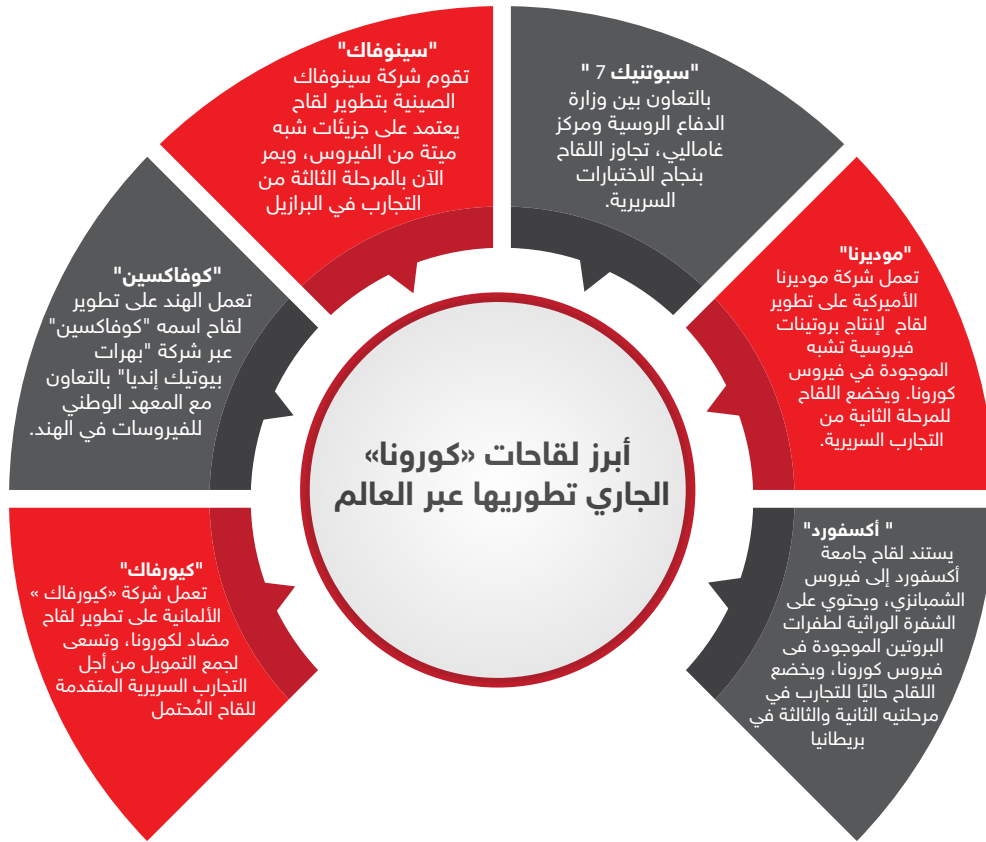 أبرز لقاحات «كورونا»
الجاري تطوريها عبر العالم
" أكسفورد"
يستند لقاح جامعة
أكسفورد إلى فيروس
الشمبانزي، ويحتوي على
الشفرة الوراثية لطفرات
البروتين الموجودة فى
فيروس كورونا، ويخضع
اللقاح حاليًا للتجارب في
مرحلتيه الثانية والثالثة في
بريطانيا
"موديرنا"
تعمل شركة موديرنا
الأميركية على تطوير
لقاح لإنتاج بروتينات
فيروسية تشبه
الموجودة في فيروس
كورونا. ويخضع اللقاح
للمرحلة الثانية من
التجارب السريرية.
"سبوتنيك 7 "
بالتعاون بين وزارة
الدفاع الروسية ومركز
غاماليي، تجاوز اللقاح
بنجاح الاختبارات
السريرية.
"سينوفاك"
تقوم شركة سينوفاك
الصينية بتطوير لقاح
يعتمد على جزيئات شبه
ميتة من الفيروس، ويمر
الآن بالمرحلة الثالثة من
التجارب في البرازيل
"كوفاكسين"
تعمل الهند على تطوير
لقاح اسمه "كوفاكسين"
عبر شركة "بهرات
بيوتيك إنديا" بالتعاون
مع المعهد الوطني
للفيروسات في الهند.
"كيورفاك"
تعمل شركة «كيورفاك »
الألمانية على تطوير لقاح
مضاد لكورونا، وتسعى
لجمع التمويل من أجل
التجارب السريرية المتقدمة
للقاح المُحتمل